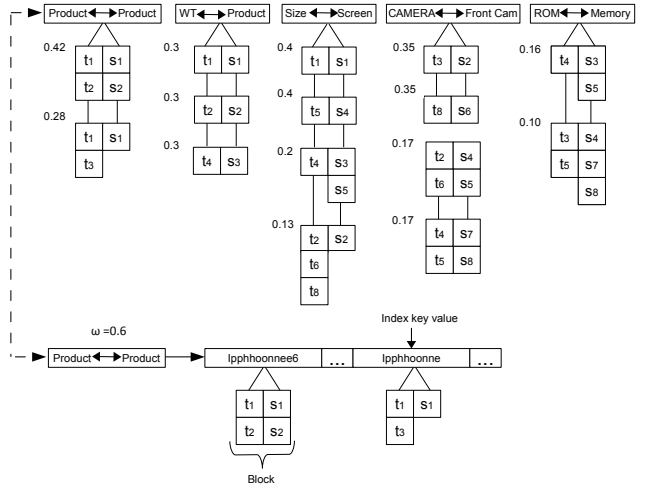 Product Product WT Product Size Screen CAMERA Front Cam ROM Memory
0.42 t1 s1 0.3 t1 s1 0.4 t1 s1 0.35 t3 s2 0.16 t4 s3
t2 s2 s5
0.35
0.3 t2 s2 0.4 t5 s4 t8 s6
0.28 t1 s1 0.10 t3 s4
t3 0.3 t4 s3 0.2 t4 s3 0.17 t2 s4 t5 s7
s5 t6 s5 s8
0.13 t2 s2 0.17 t4 s7
t6 t5 s8
t8
ω =0.6 Index key value
Product Product Ipphhoonnee6 ... Ipphhoonne ...
t1 s1 t1 s1
t2 s2 t3
Block